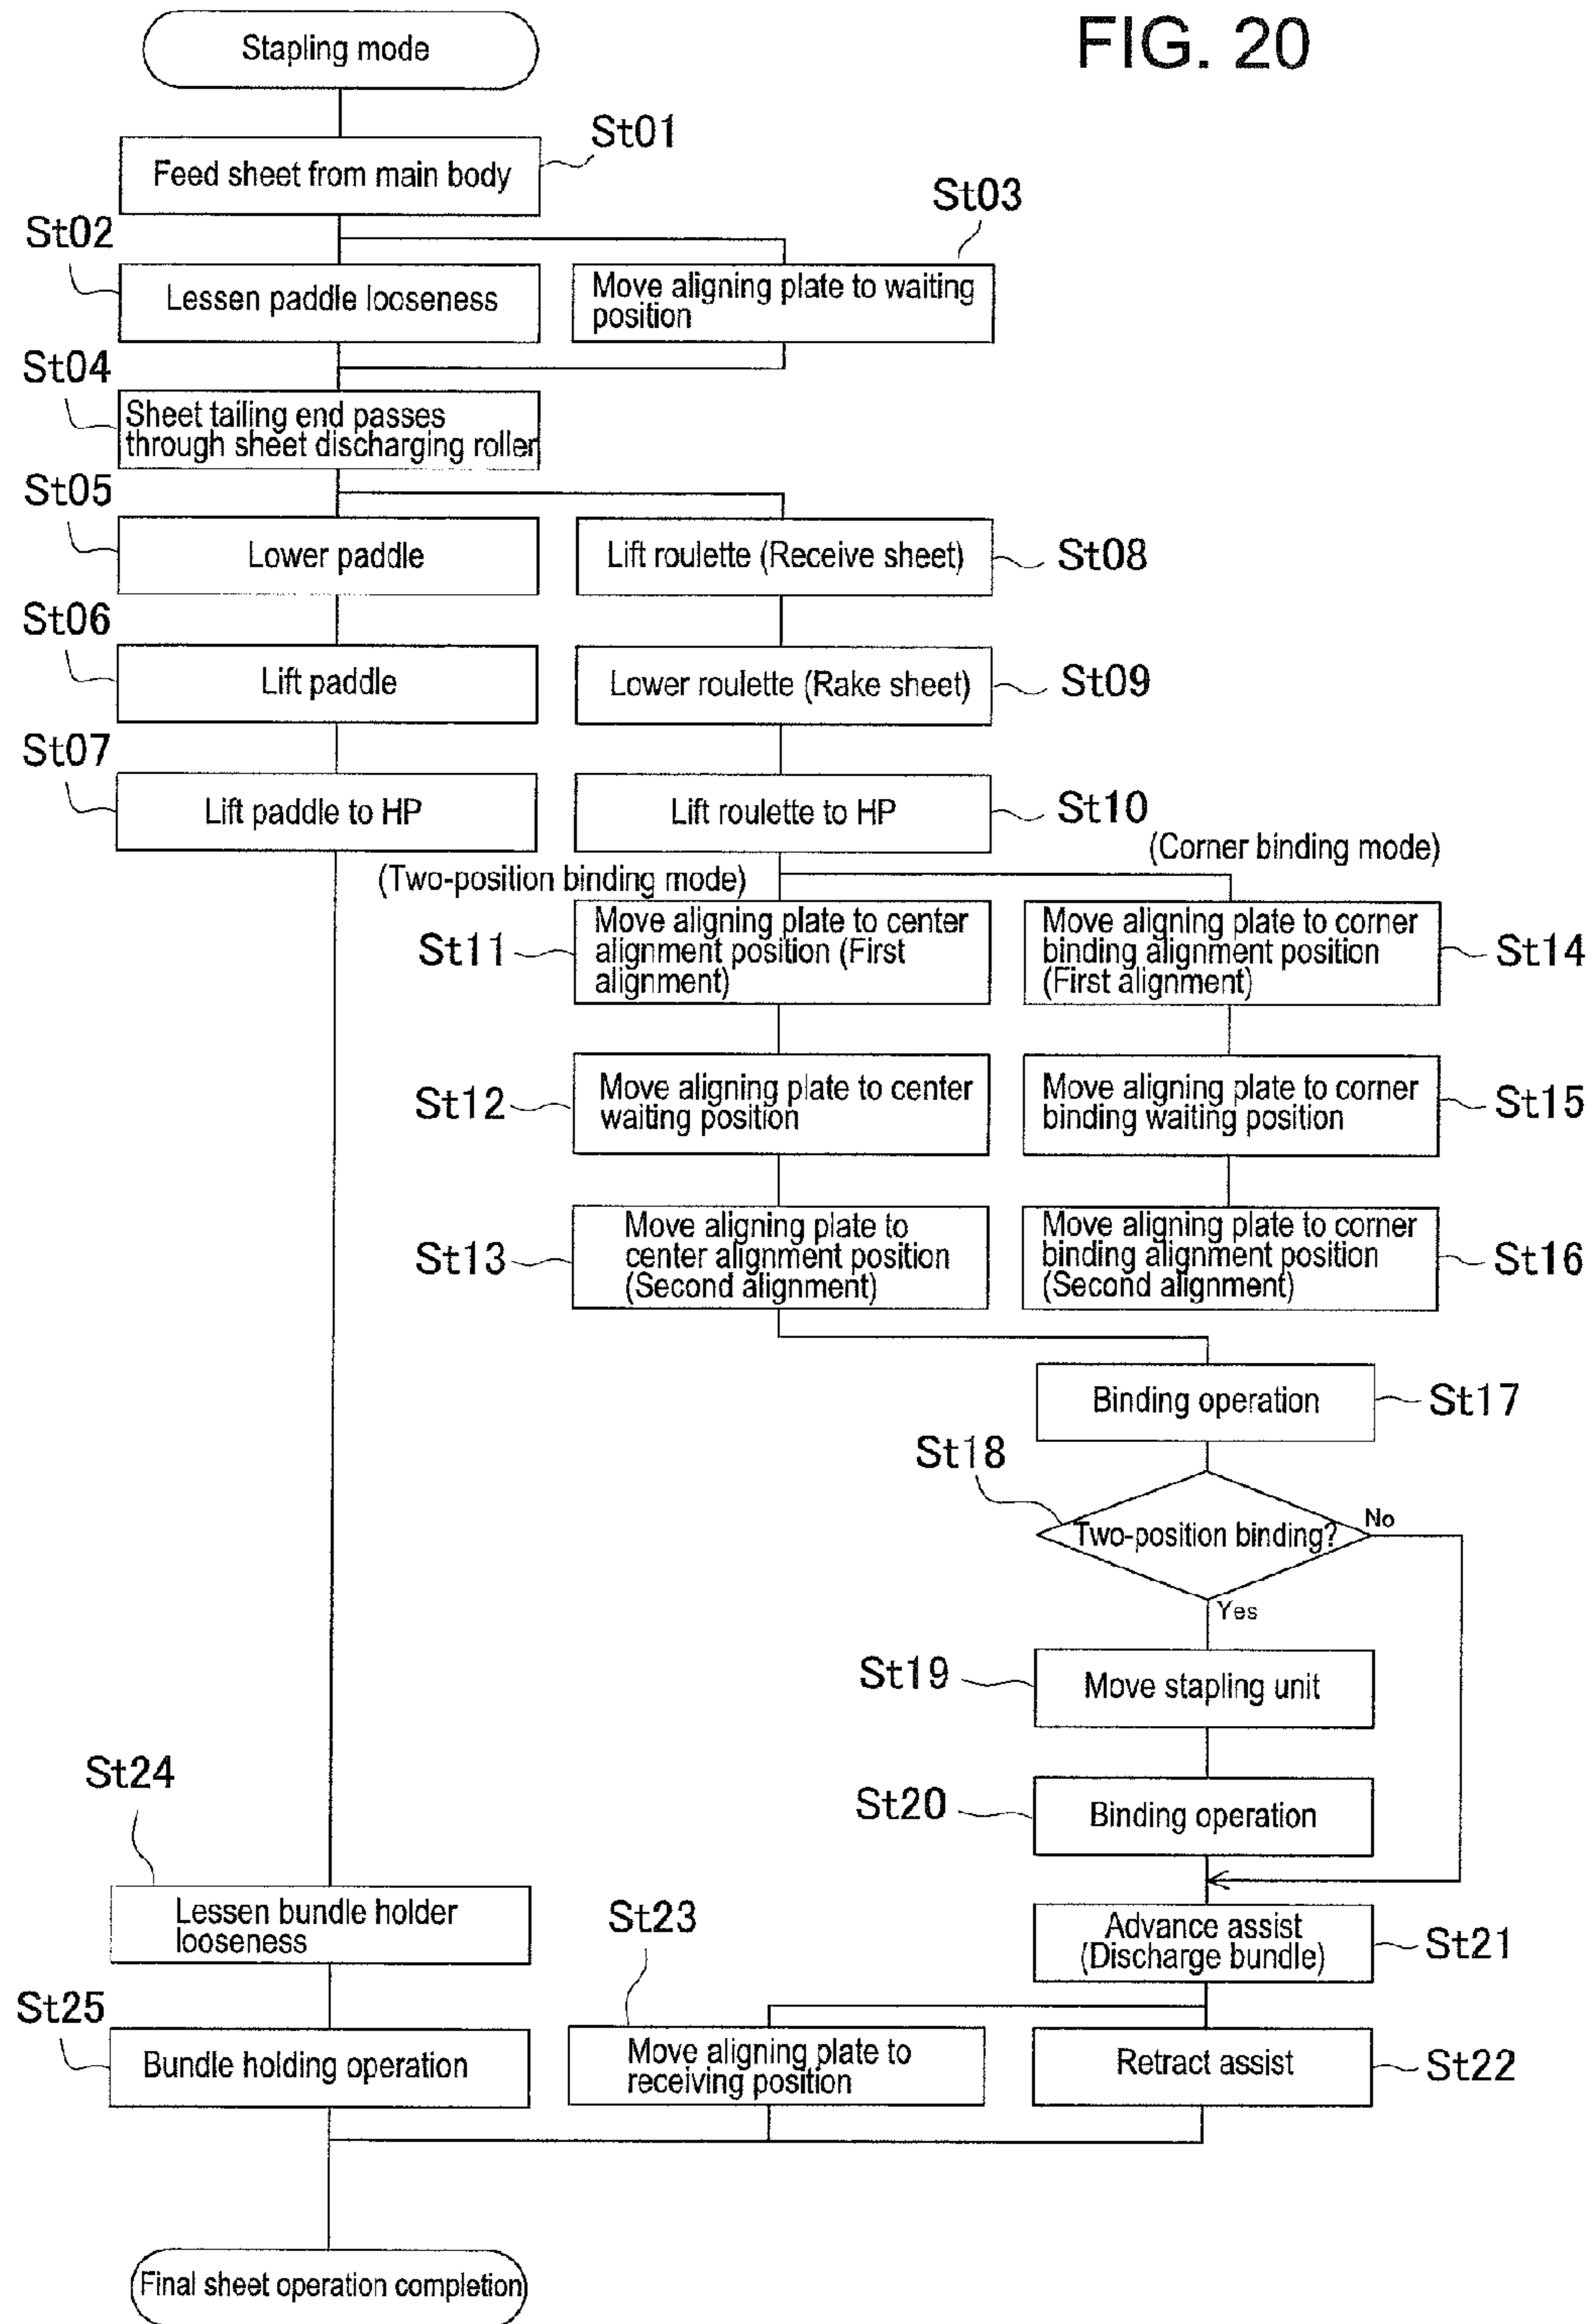 FIG. 20
Stapling mode
St01
Feed sheet from main body
St02
St03
Lessen paddle looseness
Move aligning plate to waiting
position
St04
Sheet tailing end passes
through sheet discharging roller
St05
Lower paddle
Lift roulette (Receive sheet)
St08
St06
Lift paddle
Lower roulette (Rake sheet)
St09
St07
Lift paddle to HP
Lift roulette to HP
St10
(Two-position binding mode)
(Corner binding mode)
St11
Move aligning plate to center
alignment position (First
alignment)
Move aligning plate to corner
binding alignment position
(First alignment)
St14
St12
Move aligning plate to center
waiting position
Move aligning plate to corner
binding waiting position
St15
St13
Move aligning plate to
center alignment position
(Second alignment)
Move aligning plate to corner
binding alignment position
(Second alignment)
St16
Binding operation
St17
St18
Two-position binding?
No
Yes
St19
Move stapling unit
St20
Binding operation
St24
Lessen bundle holder
looseness
St23
Advance assist
(Discharge bundle)
St21
St25
Bundle holding operation
Move aligning plate to
receiving position
Retract assist
St22
Final sheet operation completion